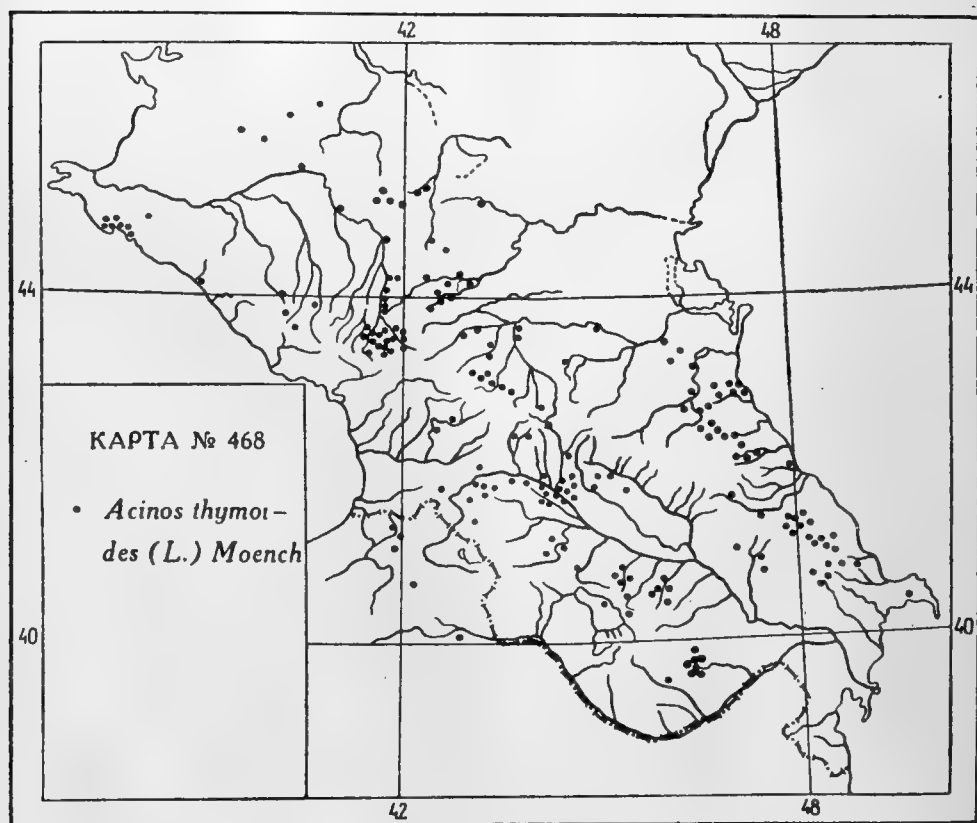 42 48
44 44
КАРТА № 468
• Acinos thymoi-
des (L.) Moench
40 40
42 48